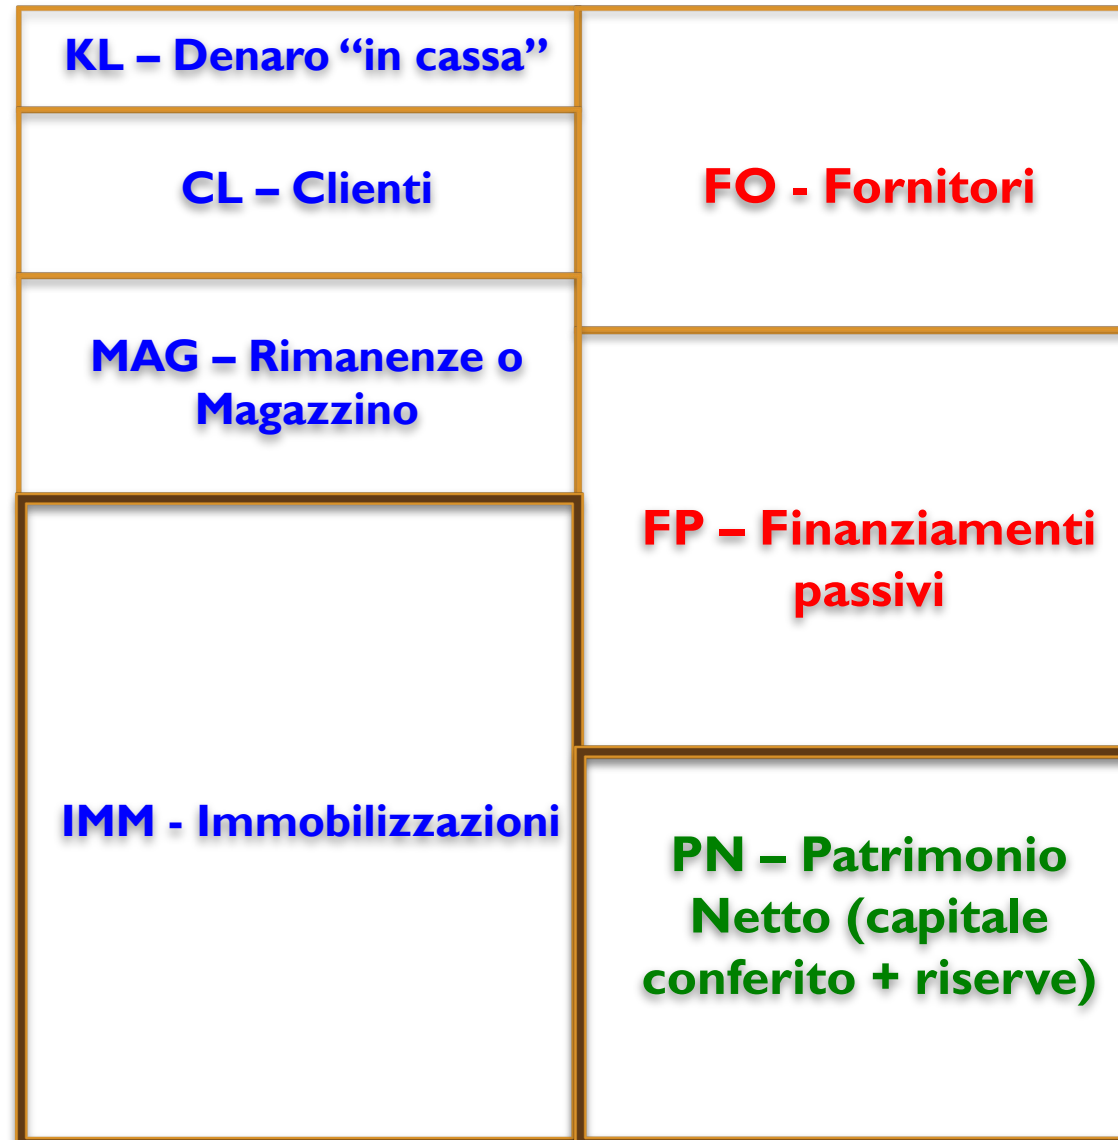 KL – Denaro “in cassa”
CL – Clienti
MAG – Rimanenze o
Magazzino
IMM - Immobilizzazioni
FO - Fornitori
FP – Finanziamenti
passivi
PN – Patrimonio
Netto (capitale
conferito + riserve)